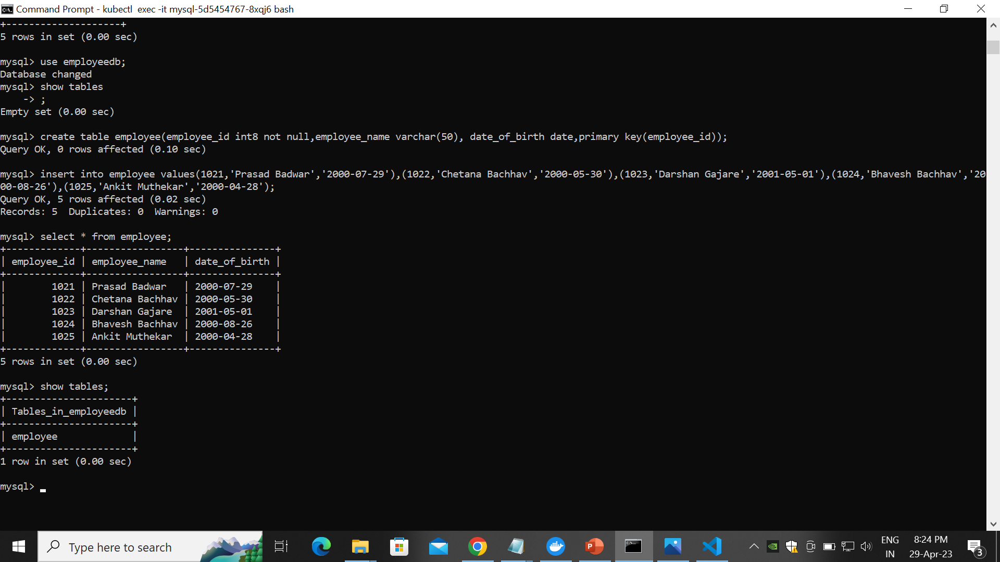 Command Prompt - kubectl  exec -it mysql-5d5454767-8xqj6 bash
+--------------------+
5 rows in set (0.00 sec)
mysql> use employeedb;
Database changed
mysql> show tables
    -> ;
Empty set (0.00 sec)
mysql> create table employee(employee_id int8 not null,employee_name varchar(50), date_of_birth date,primary key(employee_id));
Query OK, 0 rows affected (0.10 sec)
mysql> insert into employee values(1021,'Prasad Badwar','2000-07-29'),(1022,'Chetana Bachhav','2000-05-30'),(1023,'Darshan Gajare','2001-05-01'),(1024,'Bhavesh Bachhav','20
00-08-26'),(1025,'Ankit Muthekar','2000-04-28');
Query OK, 5 rows affected (0.02 sec)
Records: 5  Duplicates: 0  Warnings: 0
mysql> select * from employee;
+-------------+-----------------+---------------+
| employee_id | employee_name   | date_of_birth |
+-------------+-----------------+---------------+
|        1021 | Prasad Badwar   | 2000-07-29    |
|        1022 | Chetana Bachhav | 2000-05-30    |
|        1023 | Darshan Gajare  | 2001-05-01    |
|        1024 | Bhavesh Bachhav | 2000-08-26    |
|        1025 | Ankit Muthekar  | 2000-04-28    |
+-------------+-----------------+---------------+
5 rows in set (0.00 sec)
mysql> show tables;
+----------------------+
| Tables_in_employeedb |
+----------------------+
| employee             |
+----------------------+
1 row in set (0.00 sec)
mysql>
Type here to search
ENG
IN
8:24 PM
29-Apr-23
3